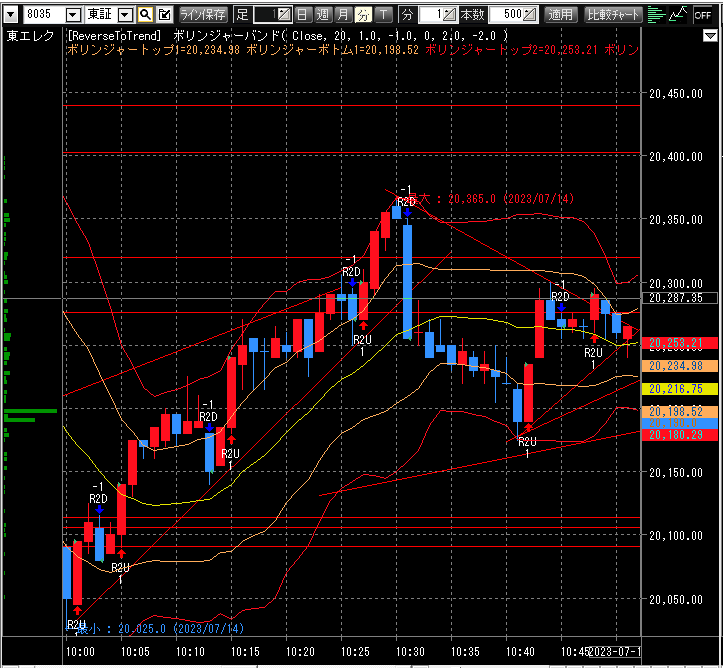 8035 東証 ライン保存 足 1 日 週 月 分 T 分 1 本数 500 適用 比較チャート OFF
東エレク [ReverseToTrend] ボリンジャーバンド( Close, 20, 1.0, -1.0, 0, 2.0, -2.0 )
ボリンジャートップ1=20,234.98 ボリンジャーボトム1=20,198.52 ボリンジャートップ2=20,253.21 ボリン
20,450.00
20,400.00
-1
R2D
最大 : 20,365.0 (2023/07/14)
20,350.00
-1
R2D
20,300.00
-1
R2D
20,287.35
R2U
1
R2U
1
20,253.21
20,234.98
20,216.75
-1
R2D
20,198.52
20,180.29
R2U
1
R2U
1
20,150.00
-1
R2D
20,100.00
R2U
1
20,050.00
R2U
最小 : 20,025.0 (2023/07/14)
10:00 10:05 10:10 10:15 10:20 10:25 10:30 10:35 10:40 10:45 2023-07-1